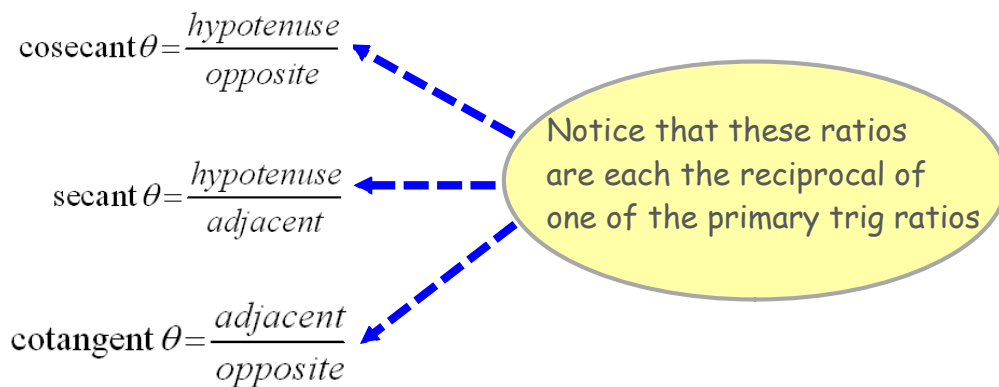 cosecant θ = hypotenuse / opposite
secant θ = hypotenuse / adjacent
cotangent θ = adjacent / opposite
Notice that these ratios
are each the reciprocal of
one of the primary trig ratios